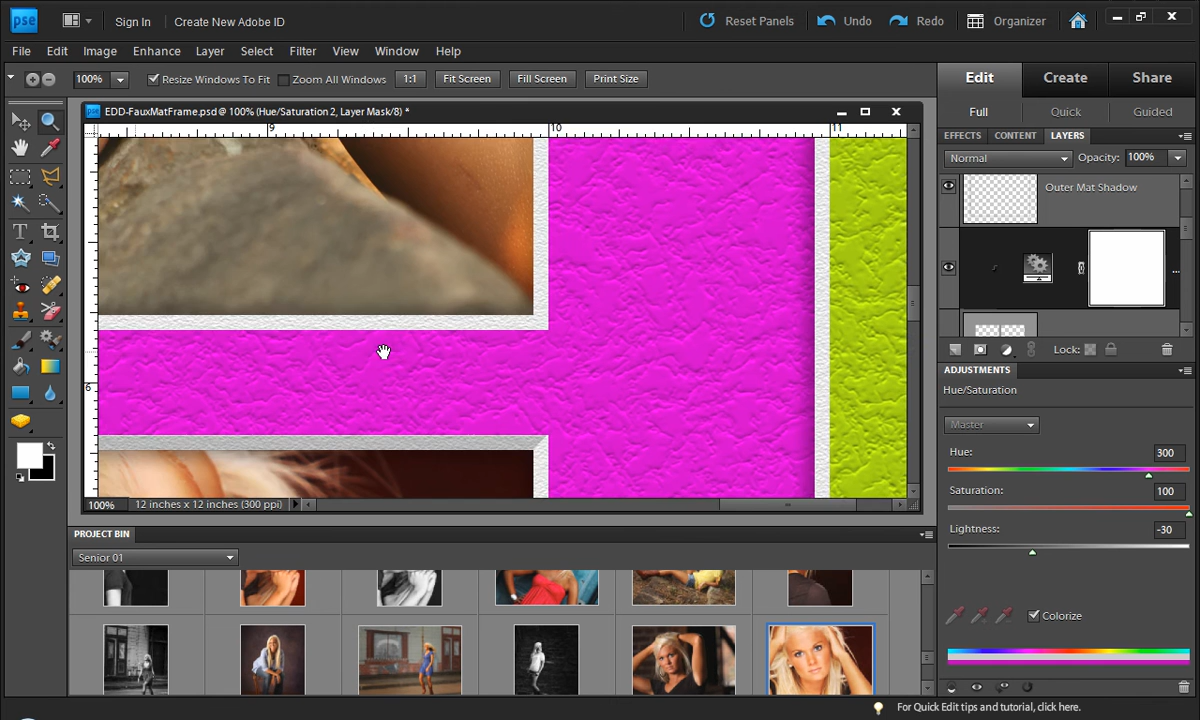 pse Sign In Create New Adobe ID Reset Panels Undo Redo Organizer
File Edit Image Enhance Layer Select Filter View Window Help
100% Resize Windows To Fit Zoom All Windows 1:1 Fit Screen Fill Screen Print Size
Edit Create Share
Full Quick Guided
pse EDD-FauxMatFrame.psd @ 100% (Hue/Saturation 2, Layer Mask/8) *
9 10 11
6
100% 12 inches x 12 inches (300 ppi)
T
EFFECTS CONTENT LAYERS
Normal Opacity: 100%
Outer Mat Shadow
...
Lock:
ADJUSTMENTS
Hue/Saturation
Master
Hue: 300
Saturation: 100
Lightness: -30
Colorize
PROJECT BIN
Senior 01
For Quick Edit tips and tutorial, click here.